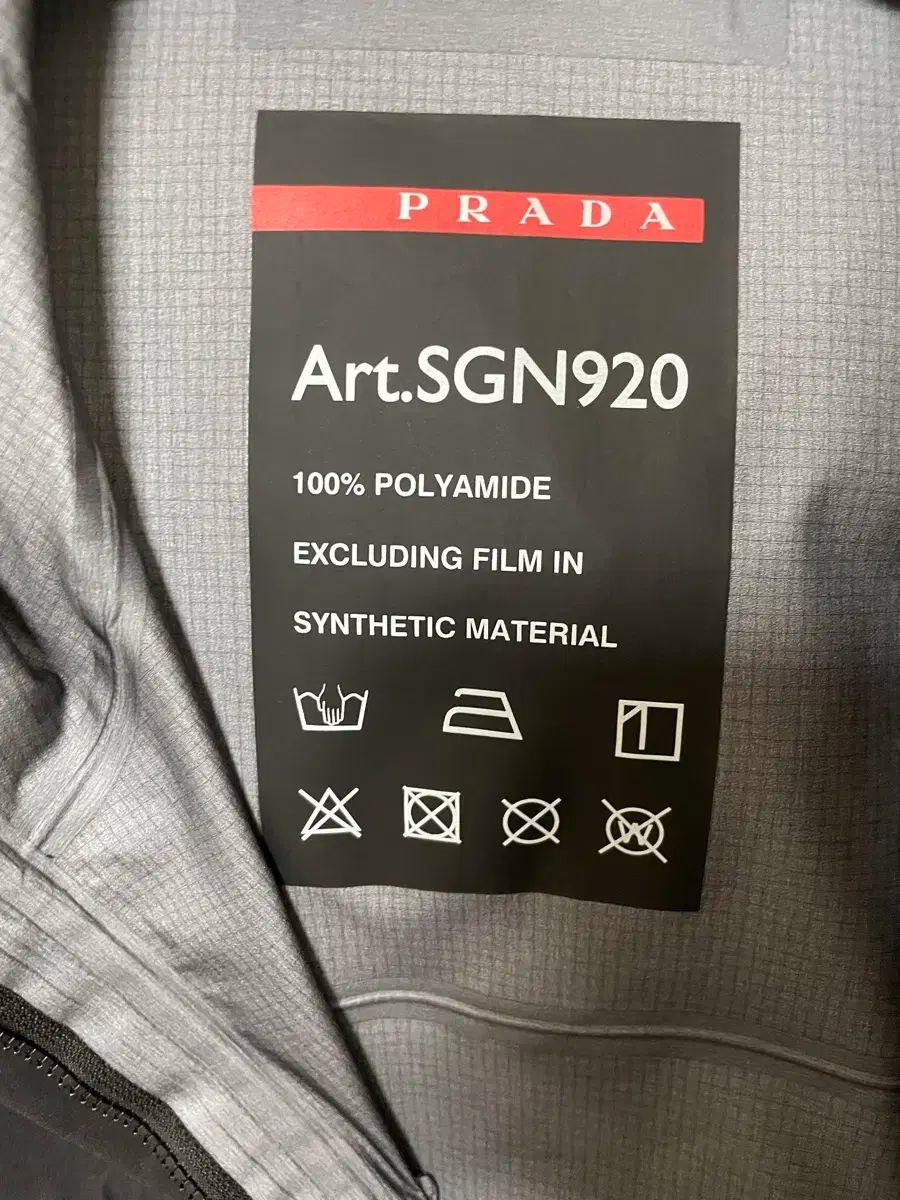 PRADA
Art.SGN920
100% POLYAMIDE
EXCLUDING FILM IN
SYNTHETIC MATERIAL
W